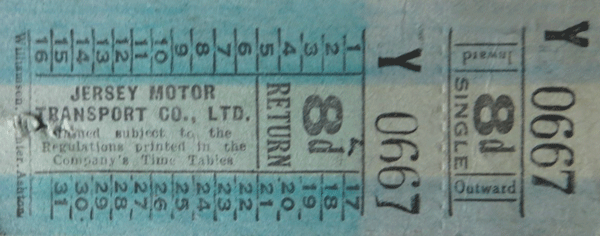 1 2 3 4 5 6 7 8 9 10 11 12 13 14 15 16
JERSEY MOTOR
TRANSPORT CO., LTD.
subject to the
Regulations printed in the
Company's Time Tables
17 18 19 20 21 22 23 24 25 26 27 28 29 30 31
RETURN
8d
Y 0667
Inward
SINGLE
8d
Outward
Y 0667
Williamson, Ashton